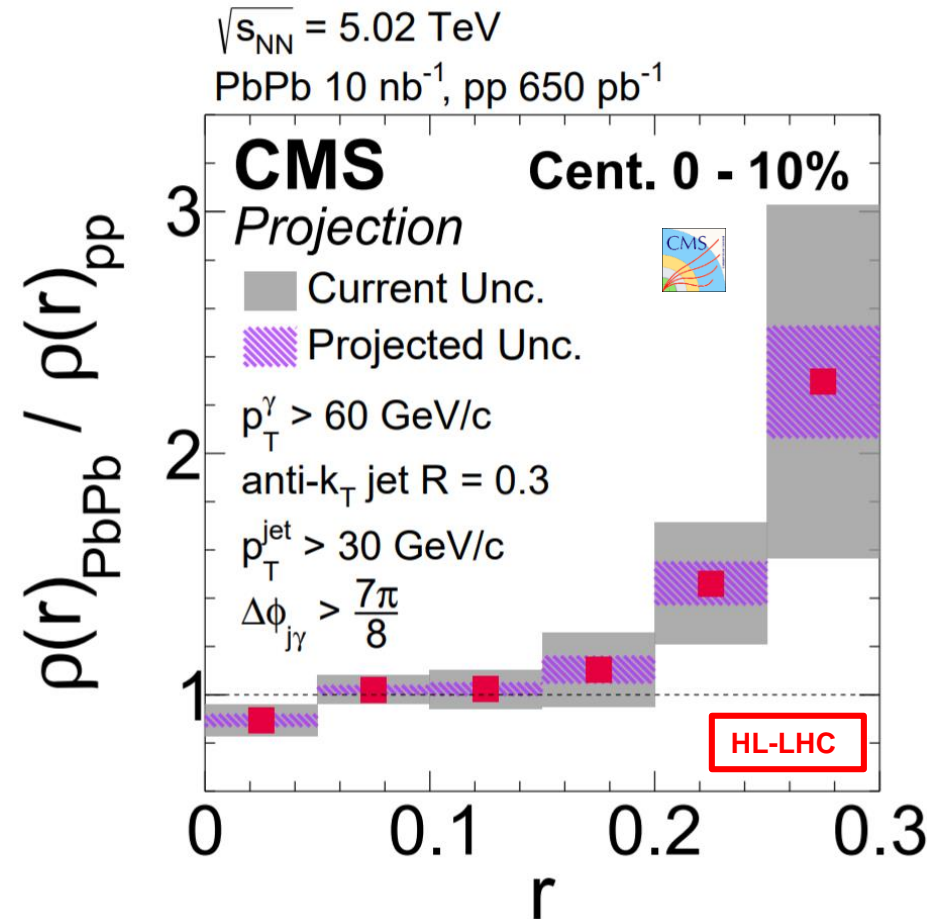 √s_NN = 5.02 TeV
PbPb 10 nb⁻¹, pp 650 pb⁻¹
CMS Cent. 0 - 10%
Projection
CMS
Current Unc.
Projected Unc.
p_T^γ > 60 GeV/c
anti-k_T jet R = 0.3
p_T^jet > 30 GeV/c
Δϕ_jγ > 7π/8
HL-LHC
3
2
1
ρ(r)_PbPb / ρ(r)_pp
0 0.1 0.2 0.3
r